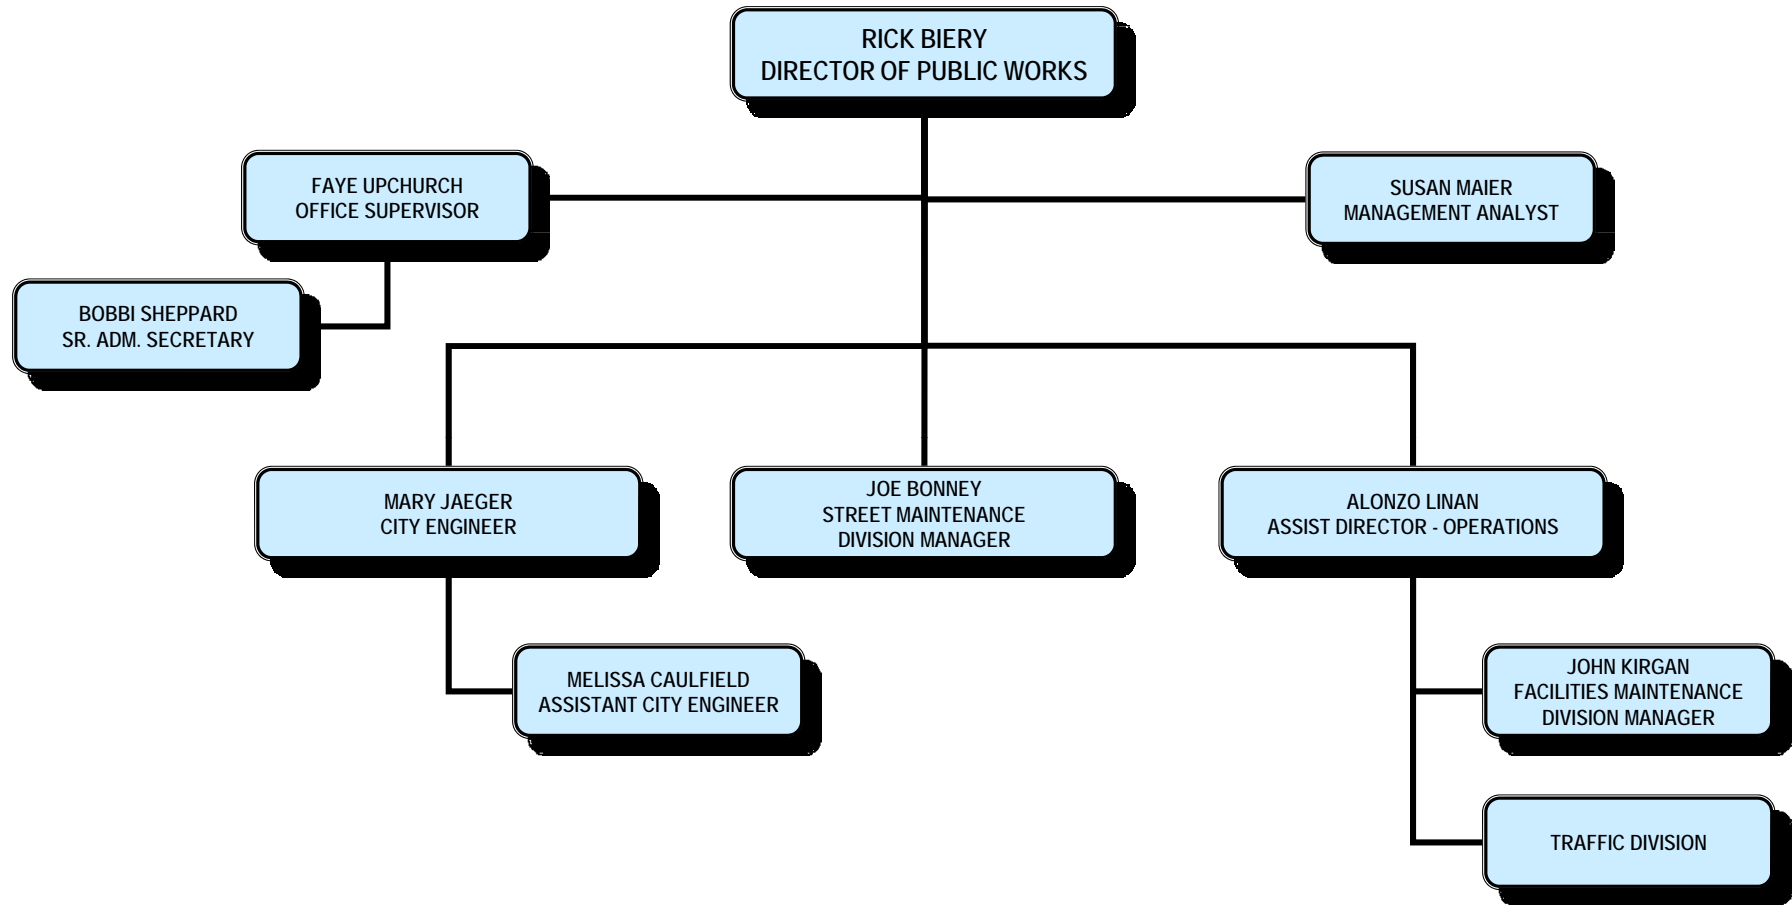 RICK BIERY
DIRECTOR OF PUBLIC WORKS
FAYE UPCHURCH
OFFICE SUPERVISOR
SUSAN MAIER
MANAGEMENT ANALYST
BOBBI SHEPPARD
SR. ADM. SECRETARY
MARY JAEGER
CITY ENGINEER
JOE BONNEY
STREET MAINTENANCE
DIVISION MANAGER
ALONZO LINAN
ASSIST DIRECTOR - OPERATIONS
MELISSA CAULFIELD
ASSISTANT CITY ENGINEER
JOHN KIRGAN
FACILITIES MAINTENANCE
DIVISION MANAGER
TRAFFIC DIVISION